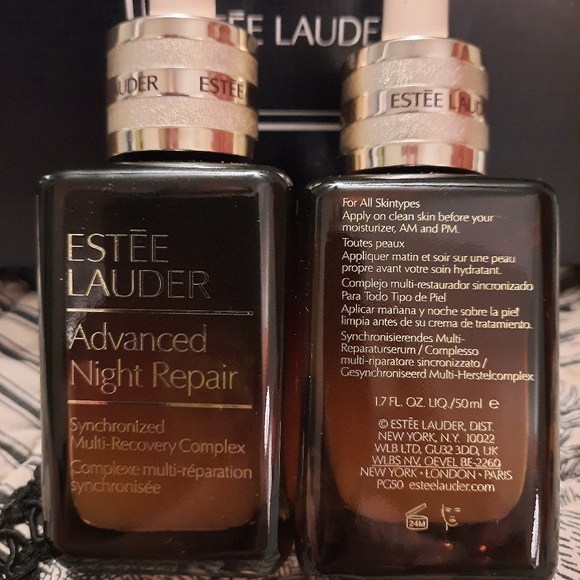 ESTĒE LAUDER
LAUDER ESTĒE
ESTĒE LAUDER
ESTĒE
LAUDER
Advanced
Night Repair
Synchronized
Multi-Recovery Complex
Complexe multi-réparation
synchronisée
For All Skintypes
Apply on clean skin before your
moisturizer, AM and PM.
Toutes peaux
Appliquer matin et soir sur une peau
propre avant votre soin hydratant.
Complejo multi-restaurador sincronizado
Para Todo Tipo de Piel
Aplicar mañana y noche sobre la piel
limpia antes de su crema de tratamiento.
Synchronisierendes Multi-
Reparaturserum / Complesso
multi-riparatore sincronizzato /
Gesynchroniseerd Multi-Herstelcomplex
1.7 FL. OZ. LIQ./50 ml ℮
© ESTĒE LAUDER, DIST.
NEW YORK, N.Y. 10022
WLB LTD, GU32 3DD, UK
WLBS NV OEVEL BE-2260
NEW YORK · LONDON · PARIS
PG50 esteelauder.com
24M